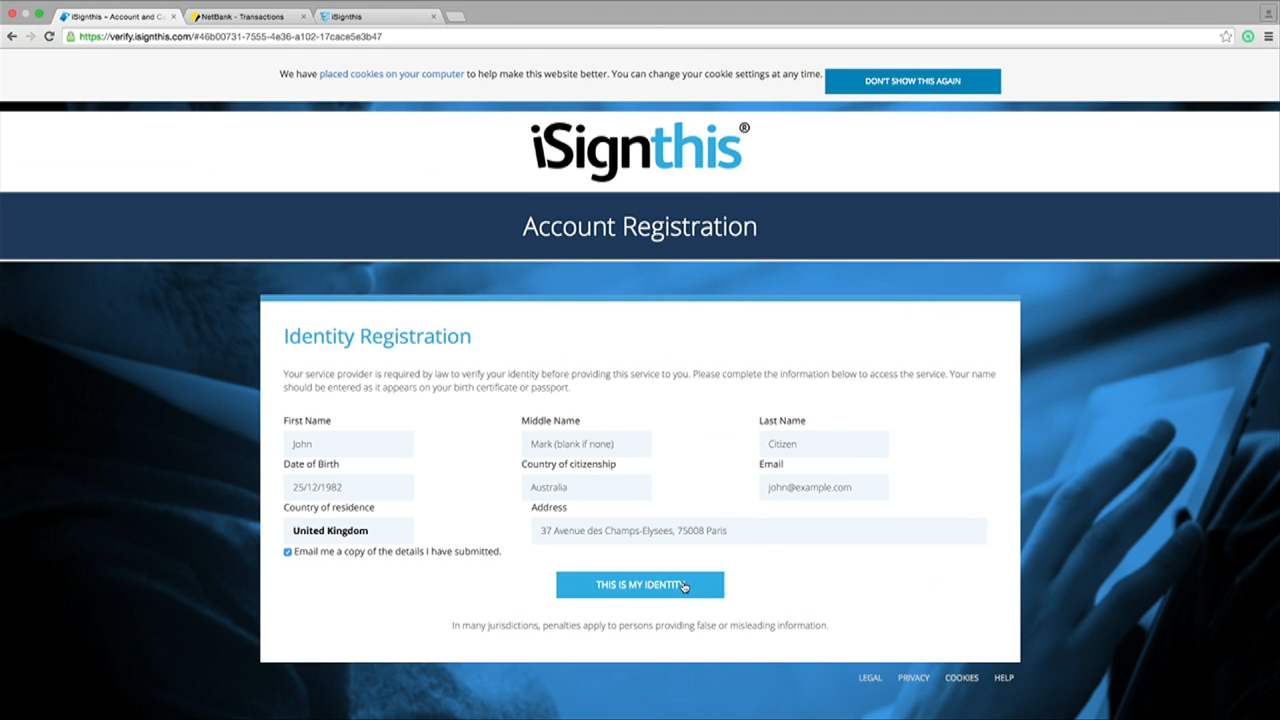 iSignthis – Account and Cu
NetBank - Transactions
iSignthis
https://verify.isignthis.com/#46b00731-7555-4e36-a102-17cace5e3b47
We have placed cookies on your computer to help make this website better. You can change your cookie settings at any time.
DON'T SHOW THIS AGAIN
iSignthis®
Account Registration
Identity Registration
Your service provider is required by law to verify your identity before providing this service to you. Please complete the information below to access the service. Your name
should be entered as it appears on your birth certificate or passport.
First Name Middle Name Last Name
John Mark (blank if none) Citizen
Date of Birth Country of citizenship Email
25/12/1982 Australia john@example.com
Country of residence Address
United Kingdom 37 Avenue des Champs-Elysees, 75008 Paris
Email me a copy of the details I have submitted.
THIS IS MY IDENTITY
In many jurisdictions, penalties apply to persons providing false or misleading information.
LEGAL PRIVACY COOKIES HELP